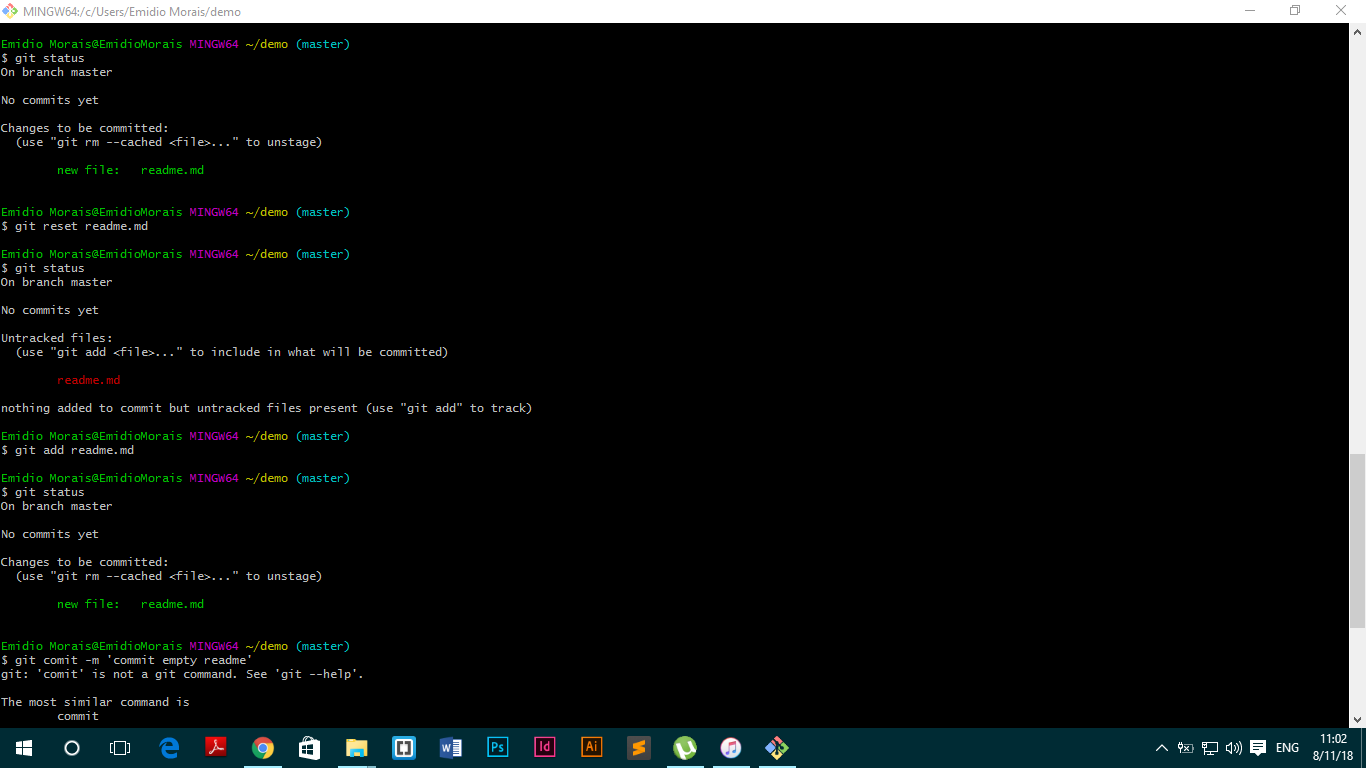 MINGW64:/c/Users/Emidio Morais/demo
Emidio Morais@EmidioMorais MINGW64 ~/demo (master)
$ git status
On branch master
No commits yet
Changes to be committed:
  (use "git rm --cached <file>..." to unstage)
        new file:   readme.md
Emidio Morais@EmidioMorais MINGW64 ~/demo (master)
$ git reset readme.md
Emidio Morais@EmidioMorais MINGW64 ~/demo (master)
$ git status
On branch master
No commits yet
Untracked files:
  (use "git add <file>..." to include in what will be committed)
        readme.md
nothing added to commit but untracked files present (use "git add" to track)
Emidio Morais@EmidioMorais MINGW64 ~/demo (master)
$ git add readme.md
Emidio Morais@EmidioMorais MINGW64 ~/demo (master)
$ git status
On branch master
No commits yet
Changes to be committed:
  (use "git rm --cached <file>..." to unstage)
        new file:   readme.md
Emidio Morais@EmidioMorais MINGW64 ~/demo (master)
$ git comit -m 'commit empty readme'
git: 'comit' is not a git command. See 'git --help'.
The most similar command is
        commit
Ps Id Ai
ENG
11:02
8/11/18